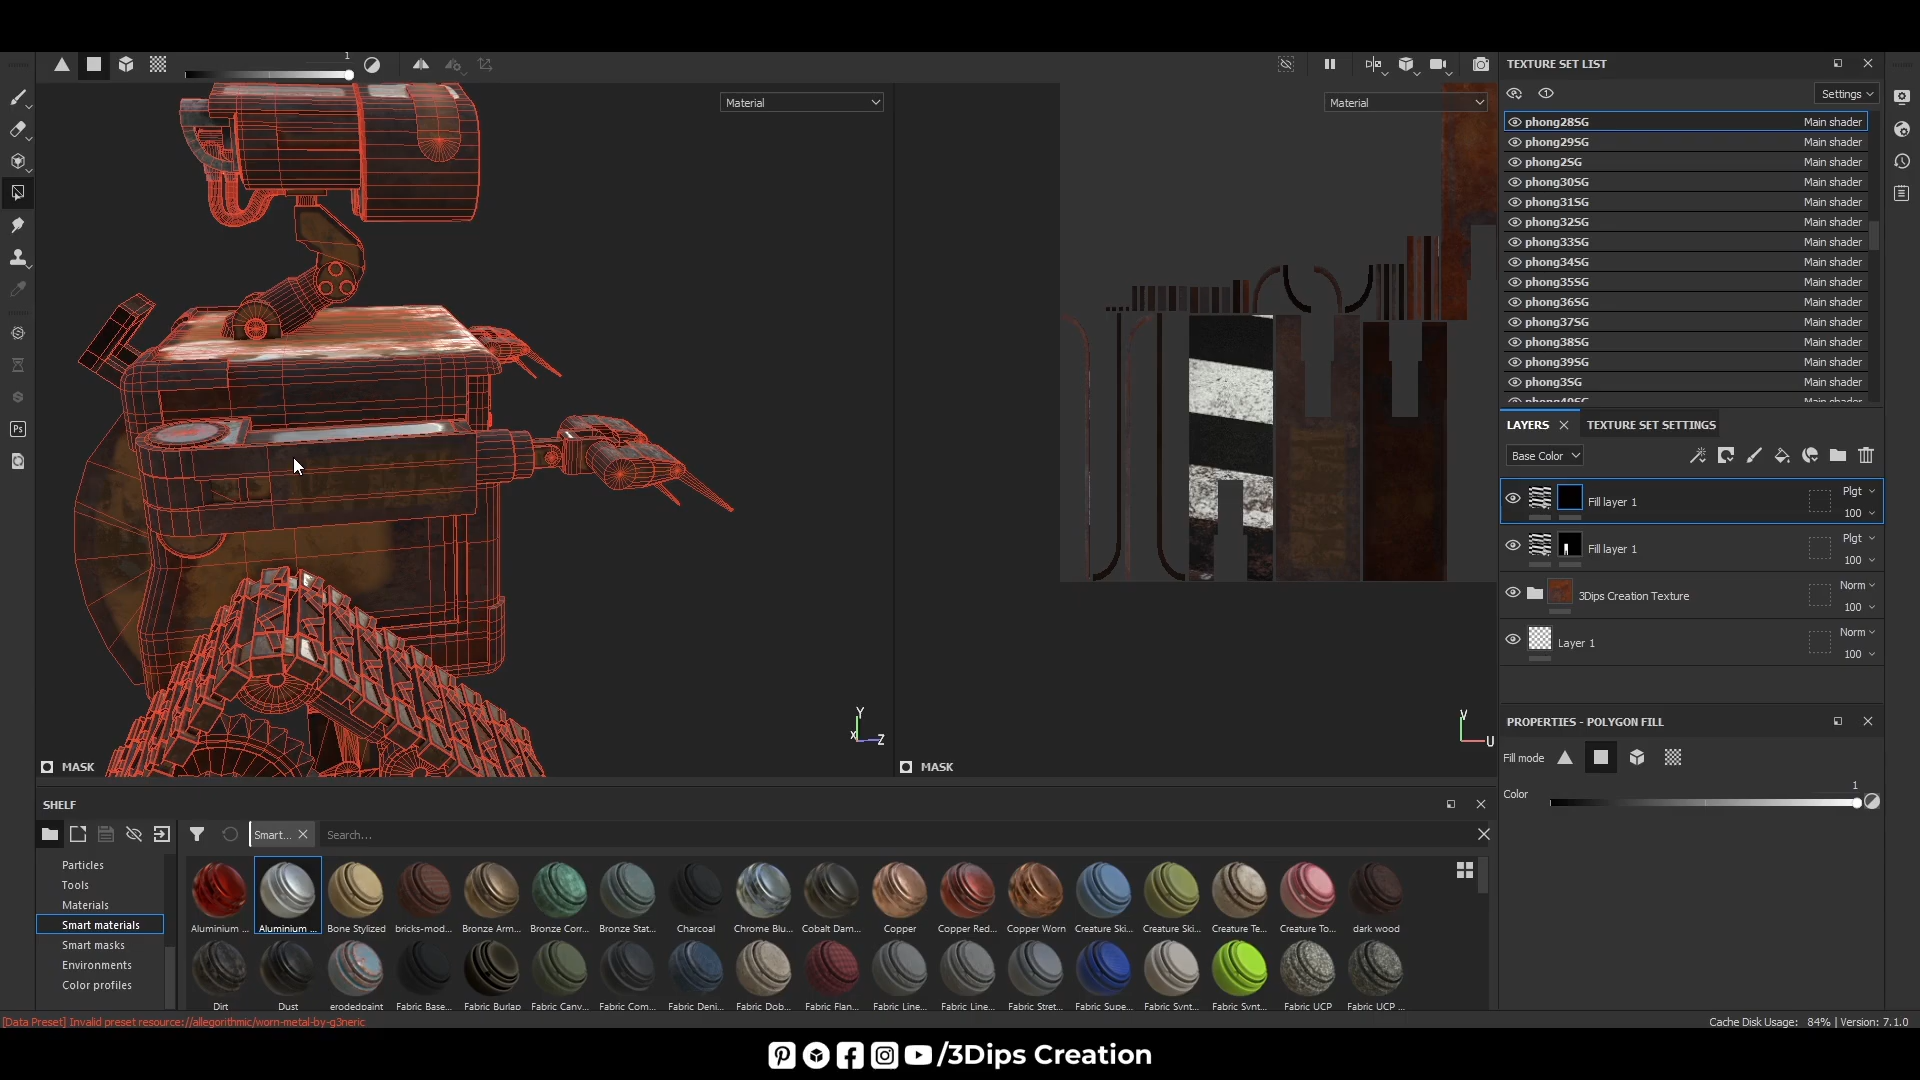 1
TEXTURE SET LIST
Material
Material
Settings
phong28SG Main shader
phong29SG Main shader
phong2SG Main shader
phong30SG Main shader
phong31SG Main shader
phong32SG Main shader
phong33SG Main shader
phong34SG Main shader
phong35SG Main shader
phong36SG Main shader
phong37SG Main shader
phong38SG Main shader
phong39SG Main shader
phong3SG Main shader
LAYERS
TEXTURE SET SETTINGS
Base Color
Fill layer 1
Plgt
100
Fill layer 1
Plgt
100
3Dips Creation Texture
Norm
100
Layer 1
Norm
100
Y
X
Z
V
U
MASK
MASK
PROPERTIES - POLYGON FILL
Fill mode
1
Color
SHELF
Ps
Smart...
Search...
Particles
Tools
Materials
Smart materials
Smart masks
Environments
Color profiles
Aluminium ... Aluminium ... Bone Stylized bricks-mod... Bronze Arm... Bronze Corr... Bronze Stat... Charcoal Chrome Blu... Cobalt Dam... Copper Copper Red... Copper Worn Creature Ski... Creature Ski... Creature Te... Creature To... dark wood
Dirt Dust erodedpaint Fabric Base... Fabric Burlap Fabric Canv... Fabric Com... Fabric Deni... Fabric Dob... Fabric Flan... Fabric Line... Fabric Line... Fabric Stret... Fabric Supe... Fabric Synt... Fabric Synt... Fabric UCP Fabric UCP ...
[Data Preset] Invalid preset resource://allegorithmic/worn-metal-by-g3neric
Cache Disk Usage: 84% | Version: 7.1.0
/3Dips Creation